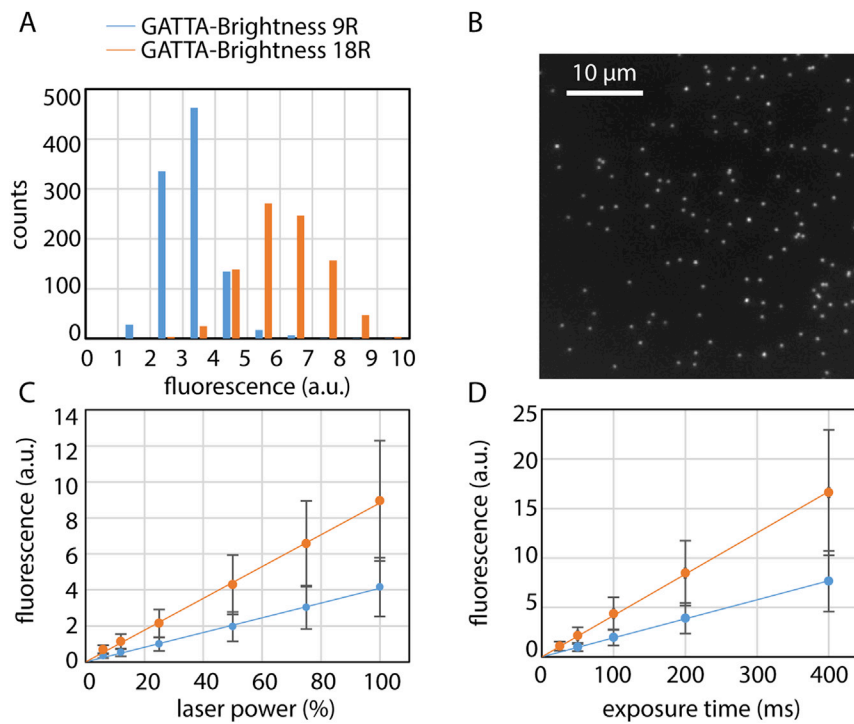 A
GATTA-Brightness 9R
GATTA-Brightness 18R
B
500
400
300
200
100
0
counts
0 1 2 3 4 5 6 7 8 9 10
fluorescence (a.u.)
10 µm
C
14
12
10
8
6
4
2
0
fluorescence (a.u.)
0 20 40 60 80 100
laser power (%)
D
25
20
15
10
5
0
fluorescence (a.u.)
0 100 200 300 400
exposure time (ms)